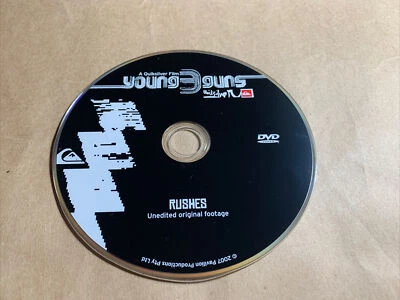 A Quiksilver Film
young 3 guns
DVD
RUSHES
Unedited original footage
© 2007 Pavilion Productions Pty Ltd